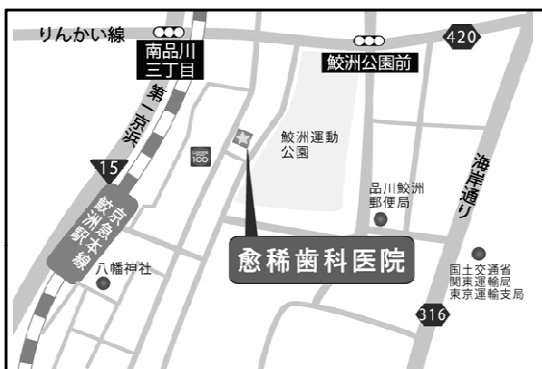 りんかい線
南品川
三丁目
鮫洲公園前
420
第一京浜
15
100
鮫洲運動
公園
海岸通り
品川鮫洲
郵便局
京急本線
鮫洲駅
愈稀歯科医院
八幡神社
国土交通省
関東運輸局
東京運輸支局
316